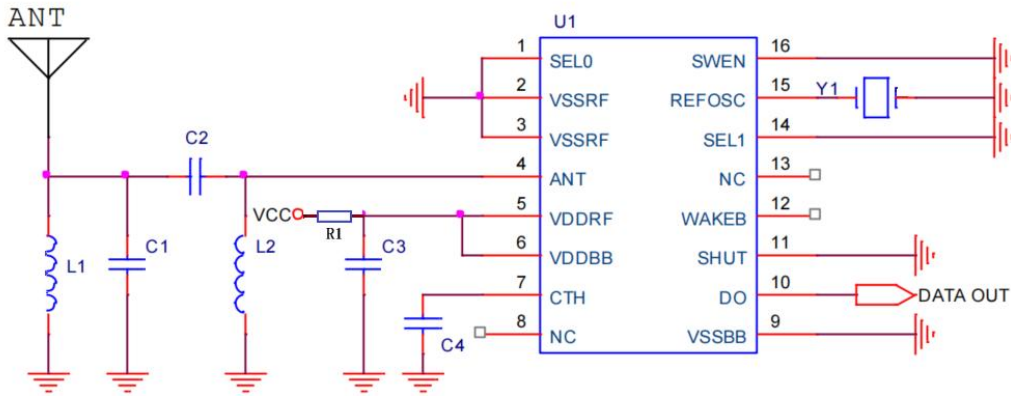 ANT
U1
1 SEL0 SWEN 16
2 VSSRF REFOSC 15 Y1
3 VSSRF SEL1 14
C2
4 ANT NC 13
VCC R1 5 VDDRF WAKEB 12
L1 C1 L2 C3 6 VDDBB SHUT 11
7 CTH DO 10 DATA OUT
C4 8 NC VSSBB 9